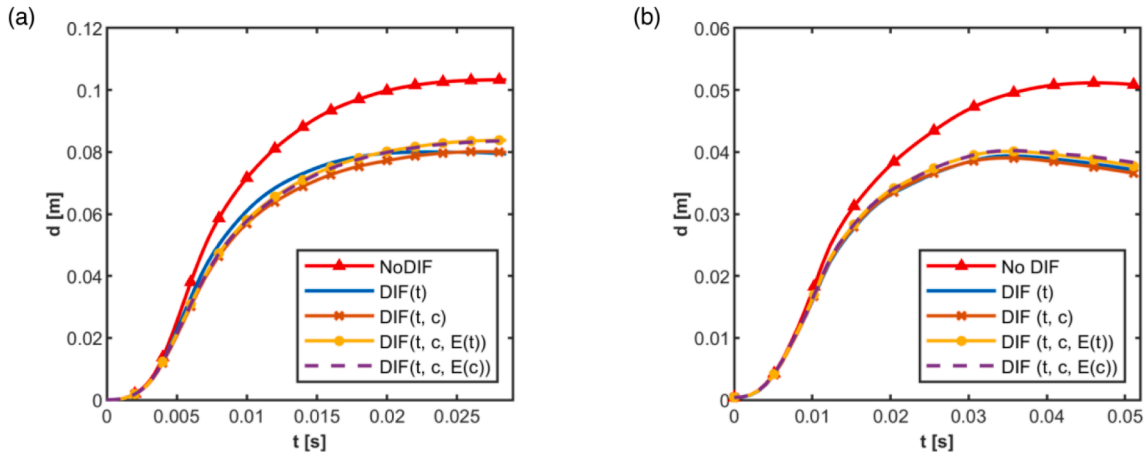 (a)
0.12
0.1
0.08
0.06
0.04
0.02
0
d [m]
0
0.005
0.01
0.015
0.02
0.025
t [s]
NoDIF
DIF(t)
DIF(t, c)
DIF(t, c, E(t))
DIF(t, c, E(c))
(b)
0.06
0.05
0.04
0.03
0.02
0.01
0
d [m]
0
0.01
0.02
0.03
0.04
0.05
t [s]
No DIF
DIF (t)
DIF(t, c)
DIF (t, c, E(t))
DIF (t, c, E(c))